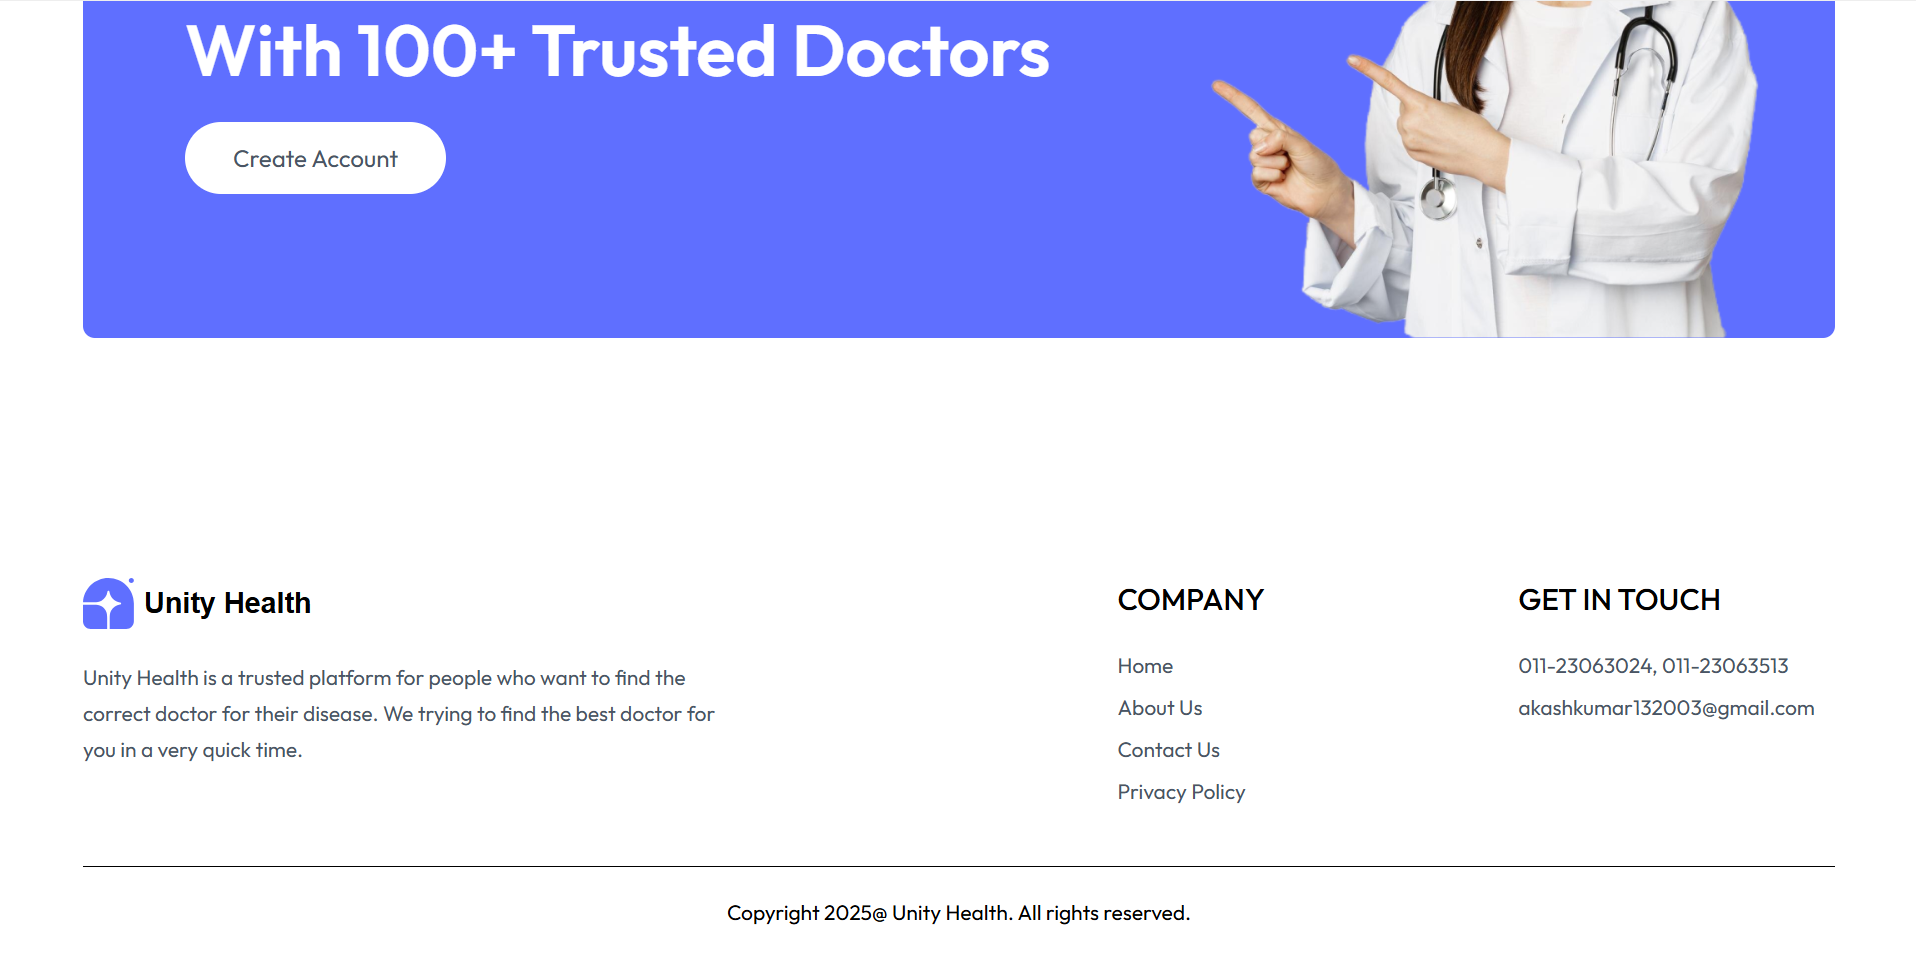 With 100+ Trusted Doctors
Create Account
Unity Health
Unity Health is a trusted platform for people who want to find the
correct doctor for their disease. We trying to find the best doctor for
you in a very quick time.
COMPANY
Home
About Us
Contact Us
Privacy Policy
GET IN TOUCH
011-23063024, 011-23063513
akashkumar132003@gmail.com
Copyright 2025@ Unity Health. All rights reserved.